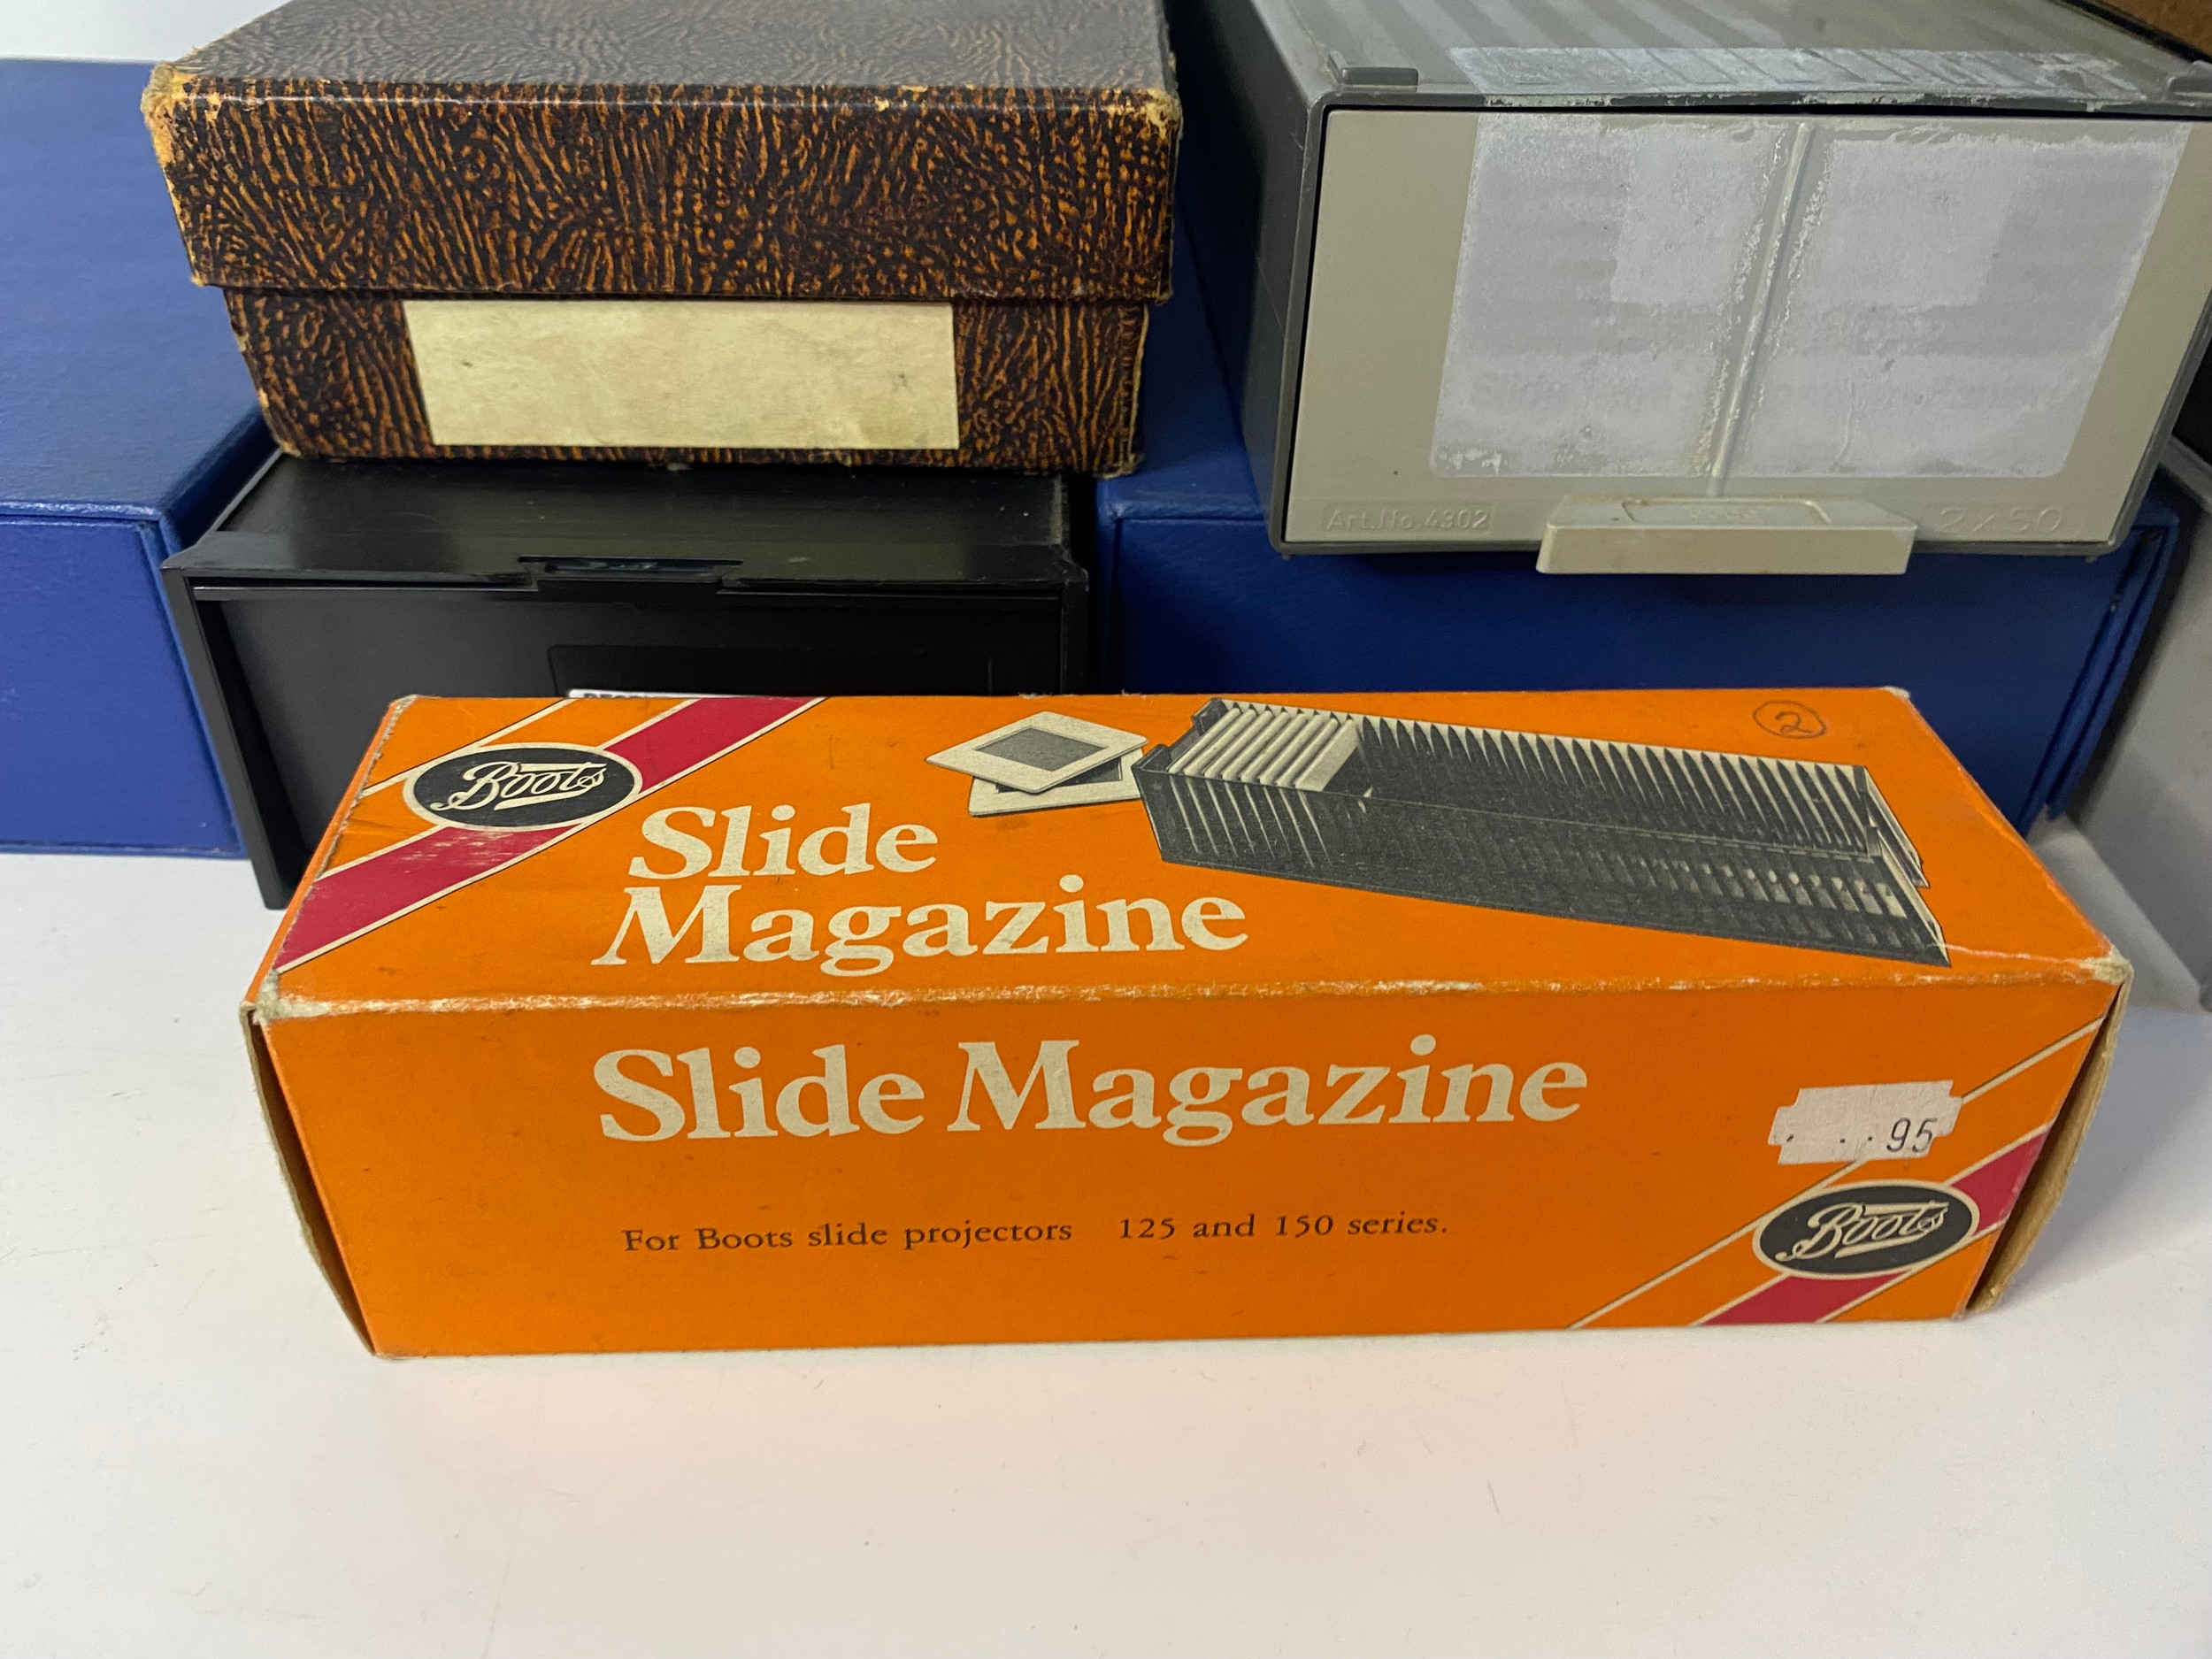 Art.No.4302
2x50
Boots
2
Slide
Magazine
Slide Magazine
95
For Boots slide projectors 125 and 150 series.
Boots